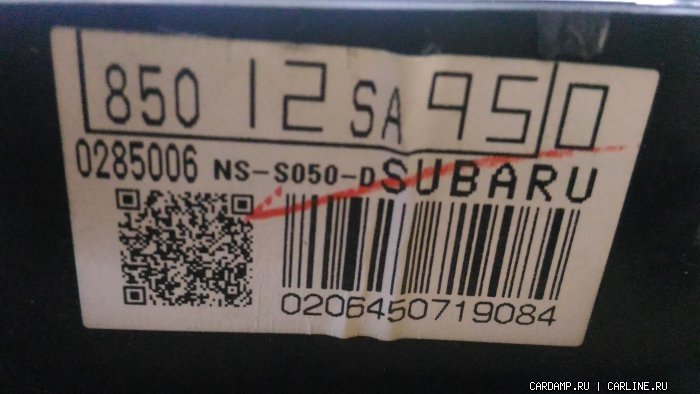 850 12 SA 950
0285006 NS-S050-D SUBARU
0206450719084
CARDAMP.RU | CARLINE.RU